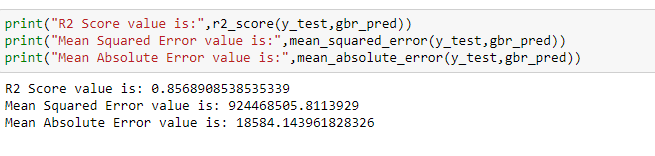 print("R2 Score value is:",r2_score(y_test,gbr_pred))
print("Mean Squared Error value is:",mean_squared_error(y_test,gbr_pred))
print("Mean Absolute Error value is:",mean_absolute_error(y_test,gbr_pred))
R2 Score value is: 0.8568908538535339
Mean Squared Error value is: 924468505.8113929
Mean Absolute Error value is: 18584.143961828326